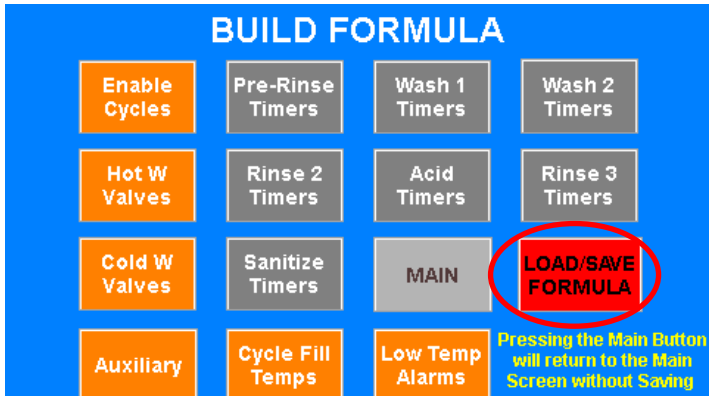 BUILD FORMULA
Enable
Cycles
Pre-Rinse
Timers
Wash 1
Timers
Wash 2
Timers
Hot W
Valves
Rinse 2
Timers
Acid
Timers
Rinse 3
Timers
Cold W
Valves
Sanitize
Timers
MAIN
LOAD/SAVE
FORMULA
Auxiliary
Cycle Fill
Temps
Low Temp
Alarms
Pressing the Main Button
will return to the Main
Screen without Saving